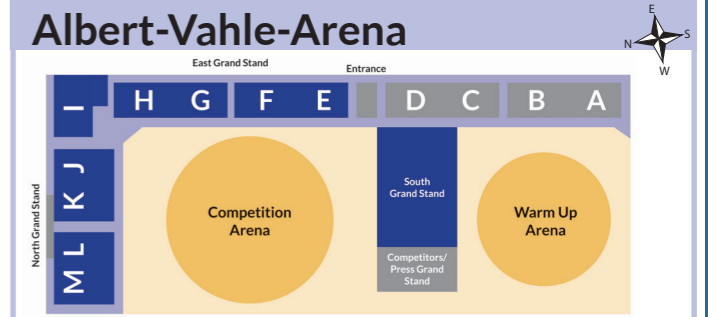 Albert-Vahle-Arena
E
N
S
W
East Grand Stand
Entrance
I
H G F E D C B A
J
K
L
M
North Grand Stand
South
Grand Stand
Competition
Arena
Warm Up
Arena
Competitors/
Press Grand
Stand